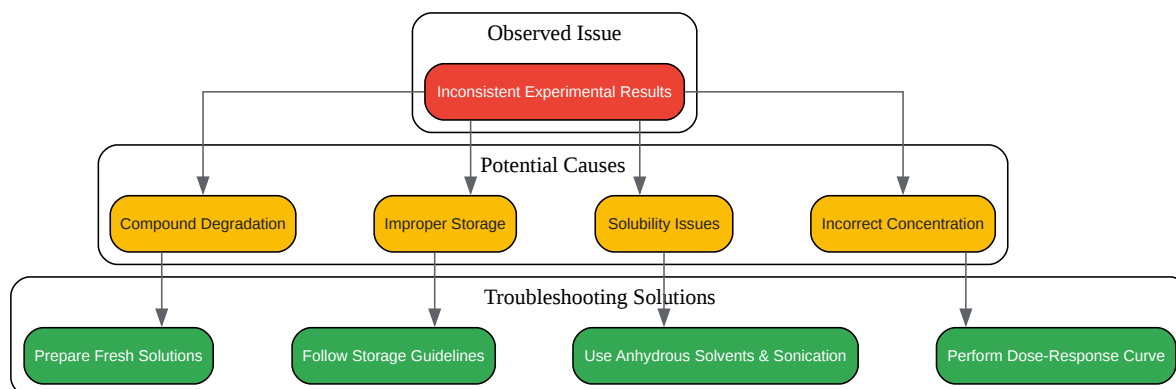 Observed Issue
Inconsistent Experimental Results
Potential Causes
Compound Degradation
Improper Storage
Solubility Issues
Incorrect Concentration
Troubleshooting Solutions
Prepare Fresh Solutions
Follow Storage Guidelines
Use Anhydrous Solvents & Sonication
Perform Dose-Response Curve